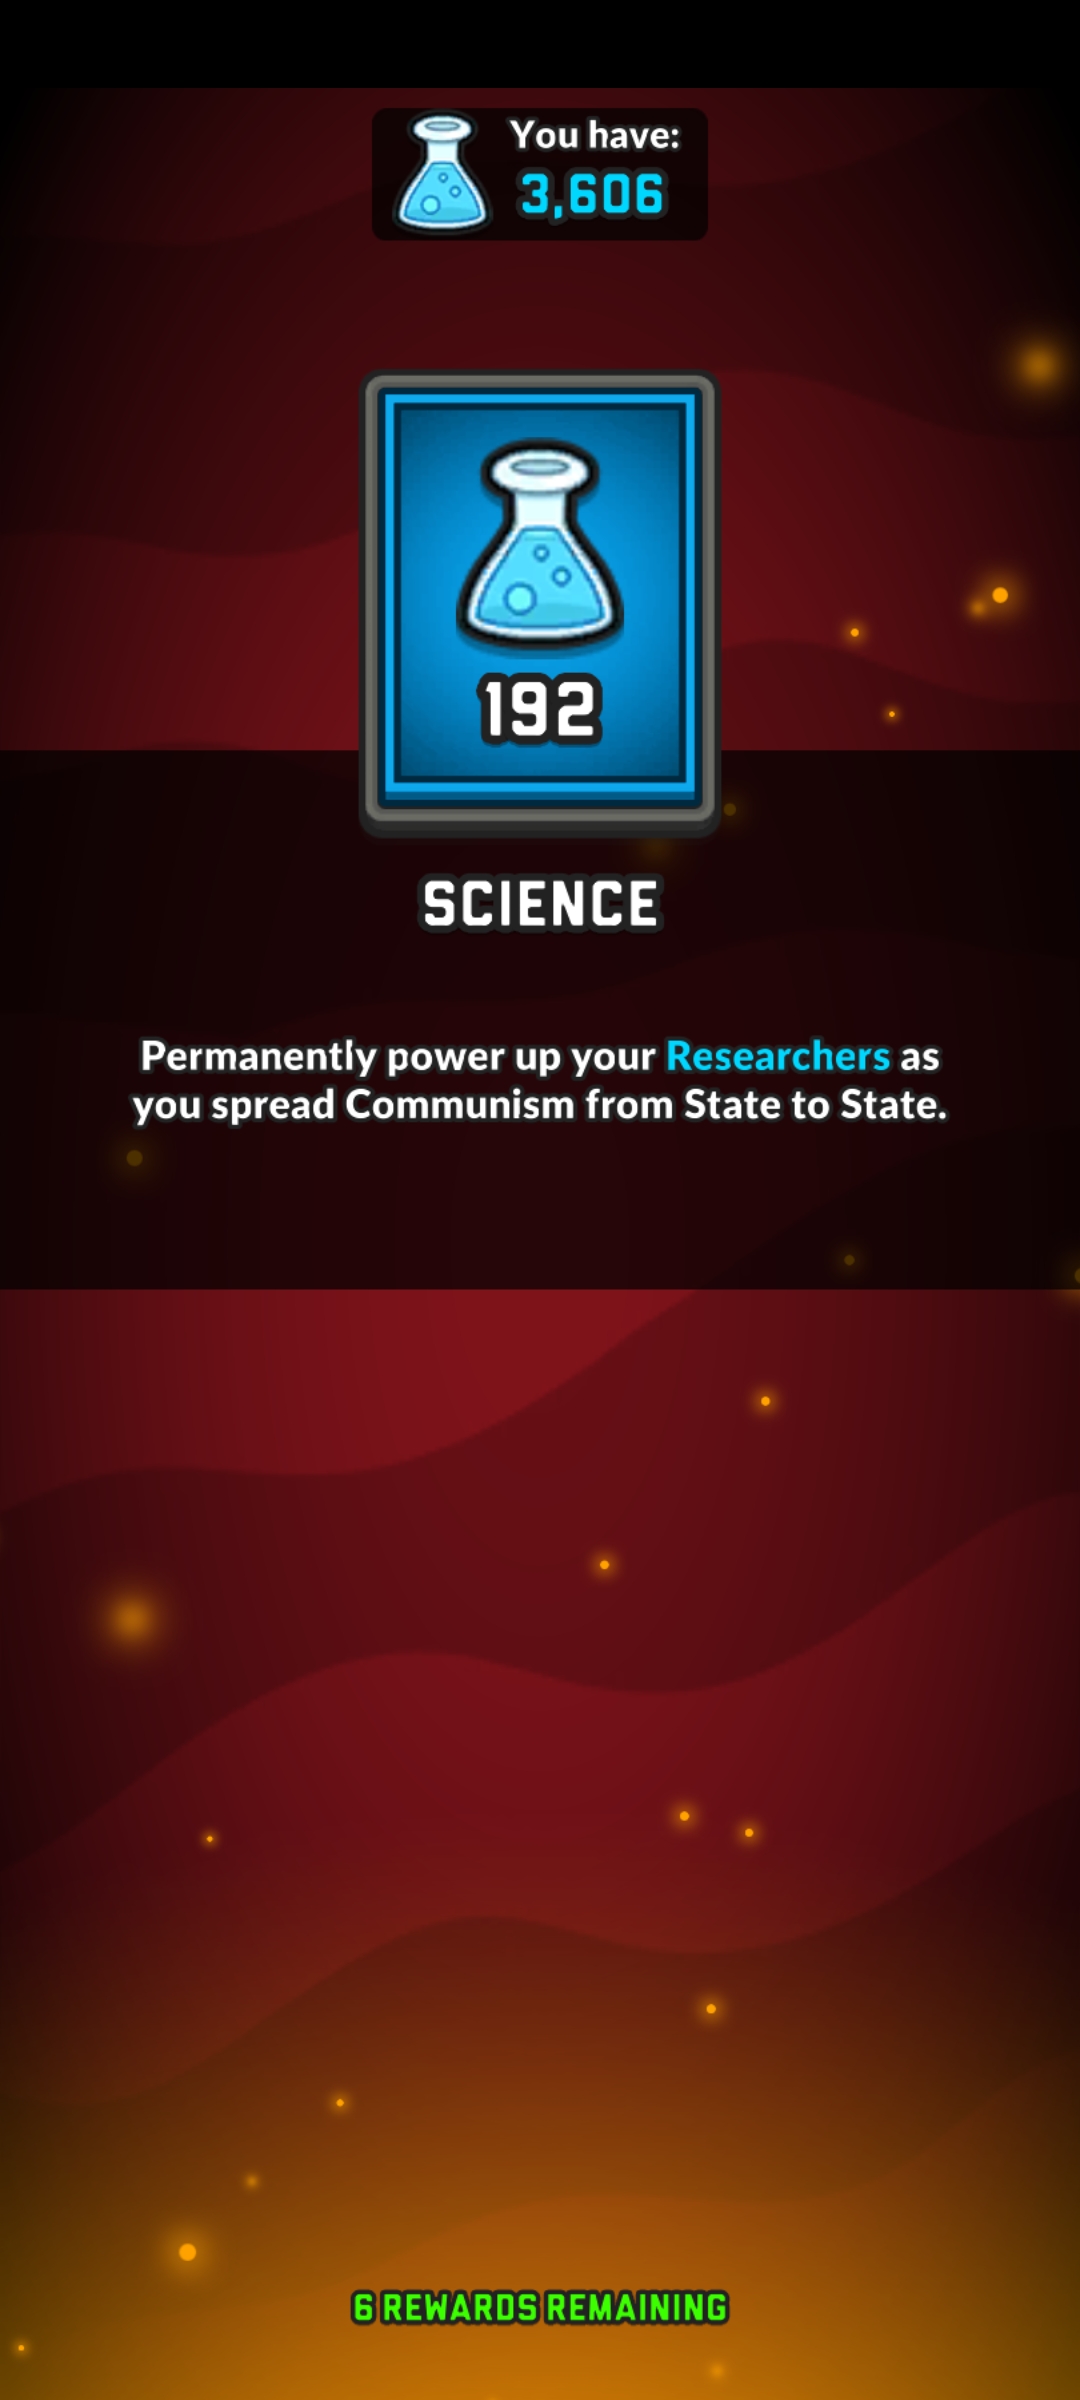 You have:
3,606
192
SCIENCE
Permanently power up your Researchers as
you spread Communism from State to State.
6 REWARDS REMAINING